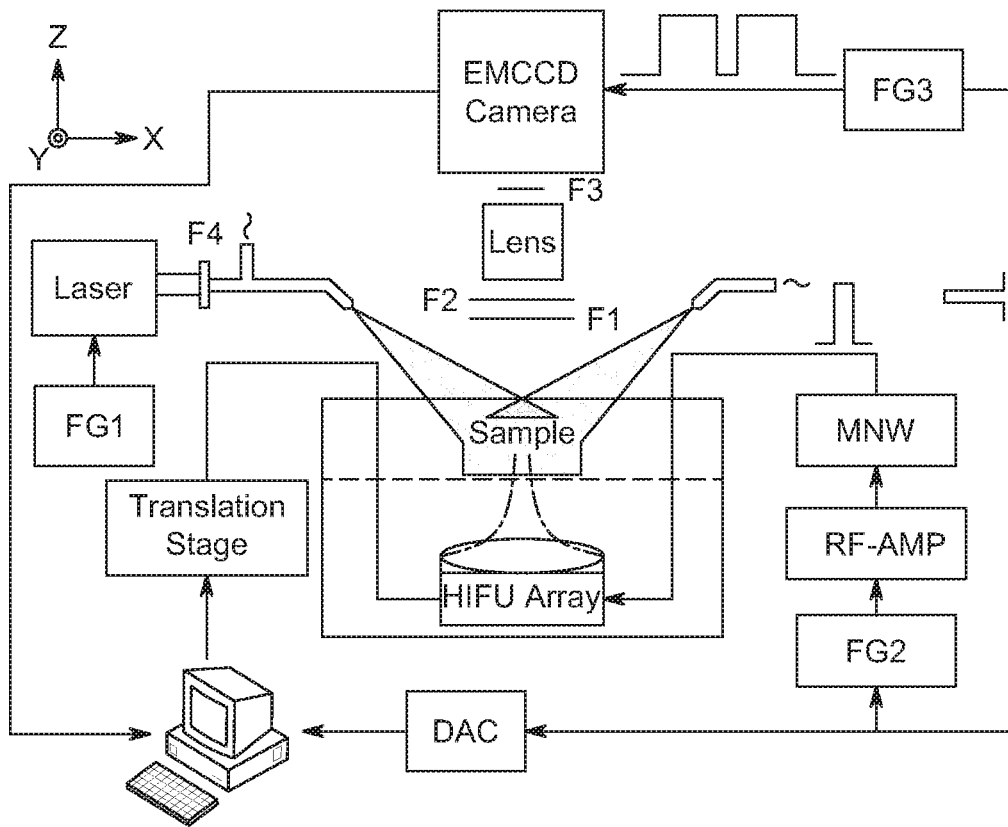 Z
X
Y
EMCCD
Camera
FG3
F3
Lens
F4
Laser
F2
F1
FG1
Sample
MNW
Translation
Stage
RF-AMP
HIFU Array
FG2
DAC